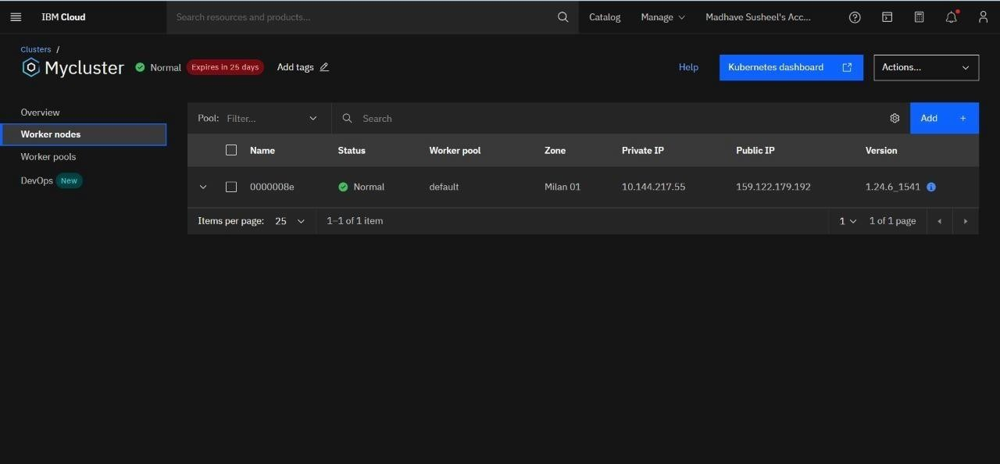 IBM Cloud Search resources and products... Catalog Manage Madhave Susheel's Acc...
Clusters /
Mycluster Normal Expires in 25 days Add tags Help Kubernetes dashboard Actions...
Overview
Worker nodes
Worker pools
DevOps New
Pool: Filter... Search Add +
Name Status Worker pool Zone Private IP Public IP Version
0000008e Normal default Milan 01 10.144.217.55 159.122.179.192 1.24.6_1541
Items per page: 25 1–1 of 1 item 1 1 of 1 page